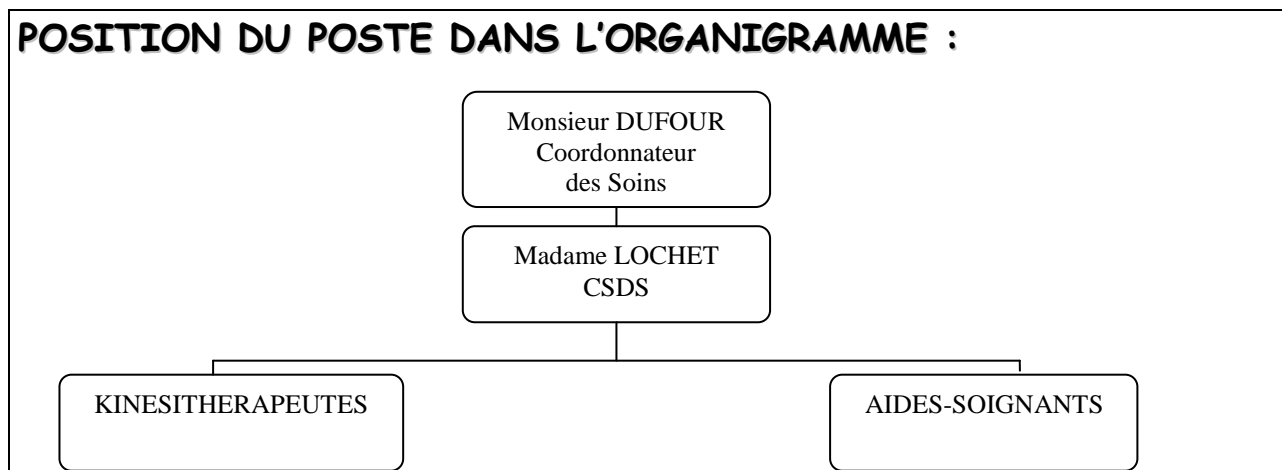 POSITION DU POSTE DANS L'ORGANIGRAMME :
Monsieur DUFOUR
Coordonnateur
des Soins
Madame LOCHET
CSDS
KINESITHERAPEUTES
AIDES-SOIGNANTS